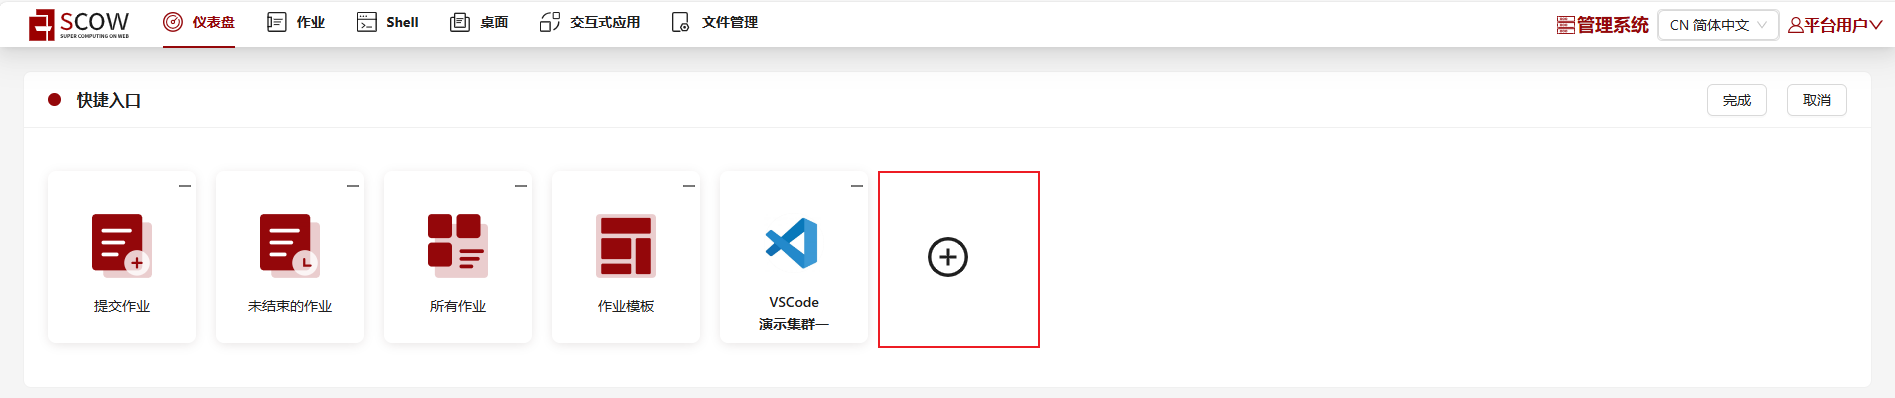 SCOW
SUPER COMPUTING ON WEB
仪表盘
作业
Shell
桌面
交互式应用
文件管理
管理系统
CN 简体中文
平台用户
快捷入口
完成
取消
提交作业
未结束的作业
所有作业
作业模板
VSCode
演示集群一